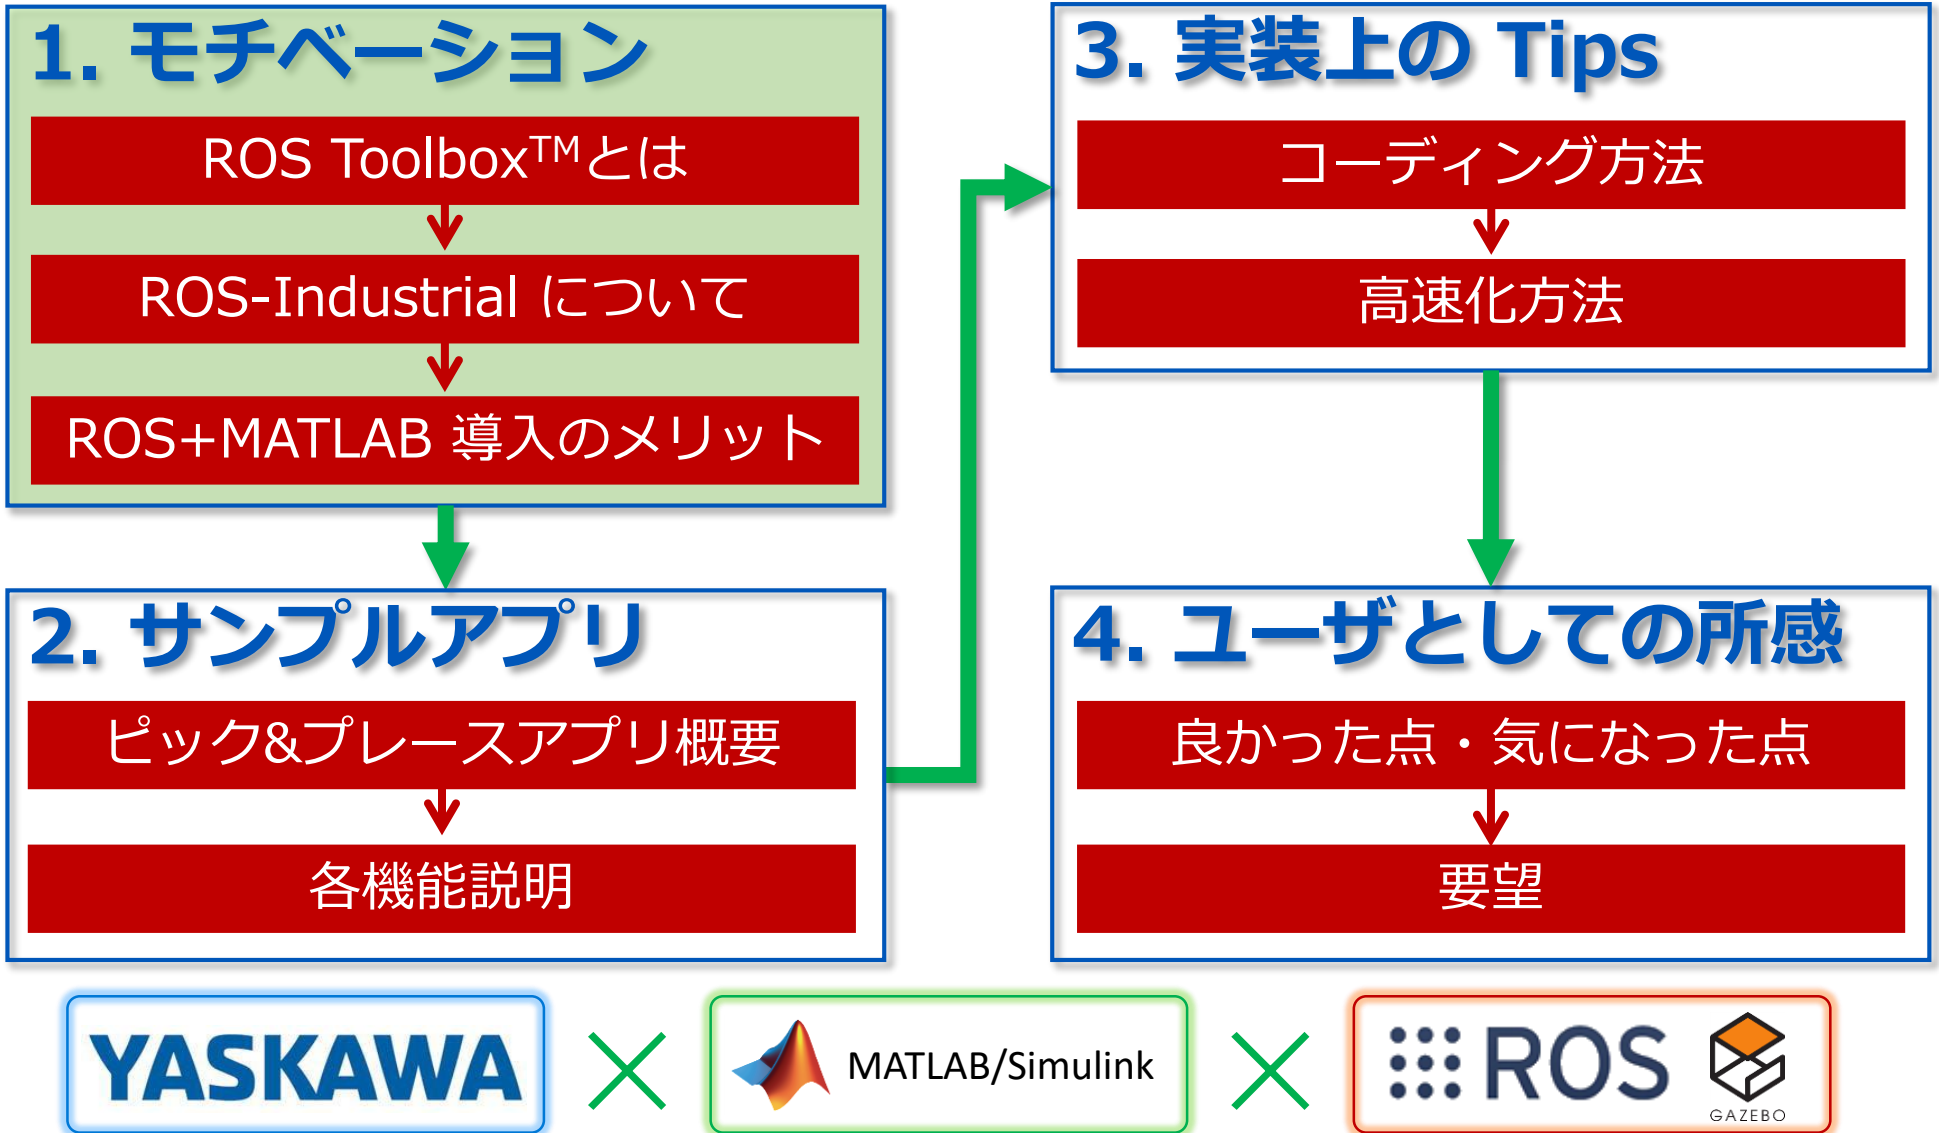 1. モチベーション
ROS Toolbox™とは
ROS-Industrial について
ROS+MATLAB 導入のメリット
2. サンプルアプリ
ピック&プレースアプリ概要
各機能説明
3. 実装上の Tips
コーディング方法
高速化方法
4. ユーザとしての所感
良かった点・気になった点
要望
YASKAWA
MATLAB/Simulink
ROS
GAZEBO